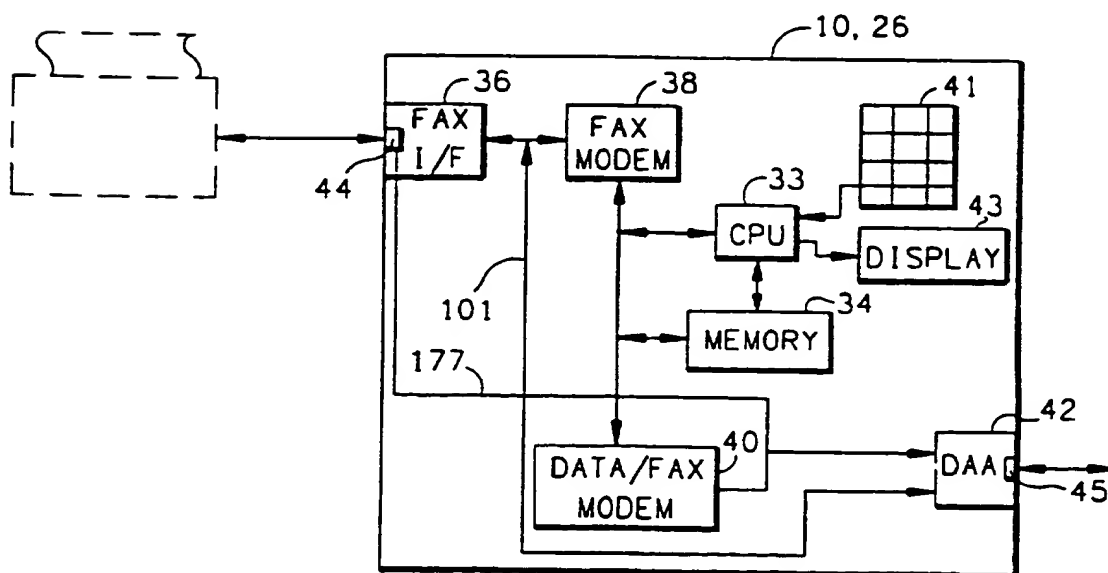 10, 26
36
FAX
I/F
44
38
FAX
MODEM
41
33
CPU
43
DISPLAY
101
34
MEMORY
177
40
DATA/FAX
MODEM
42
DAA
45